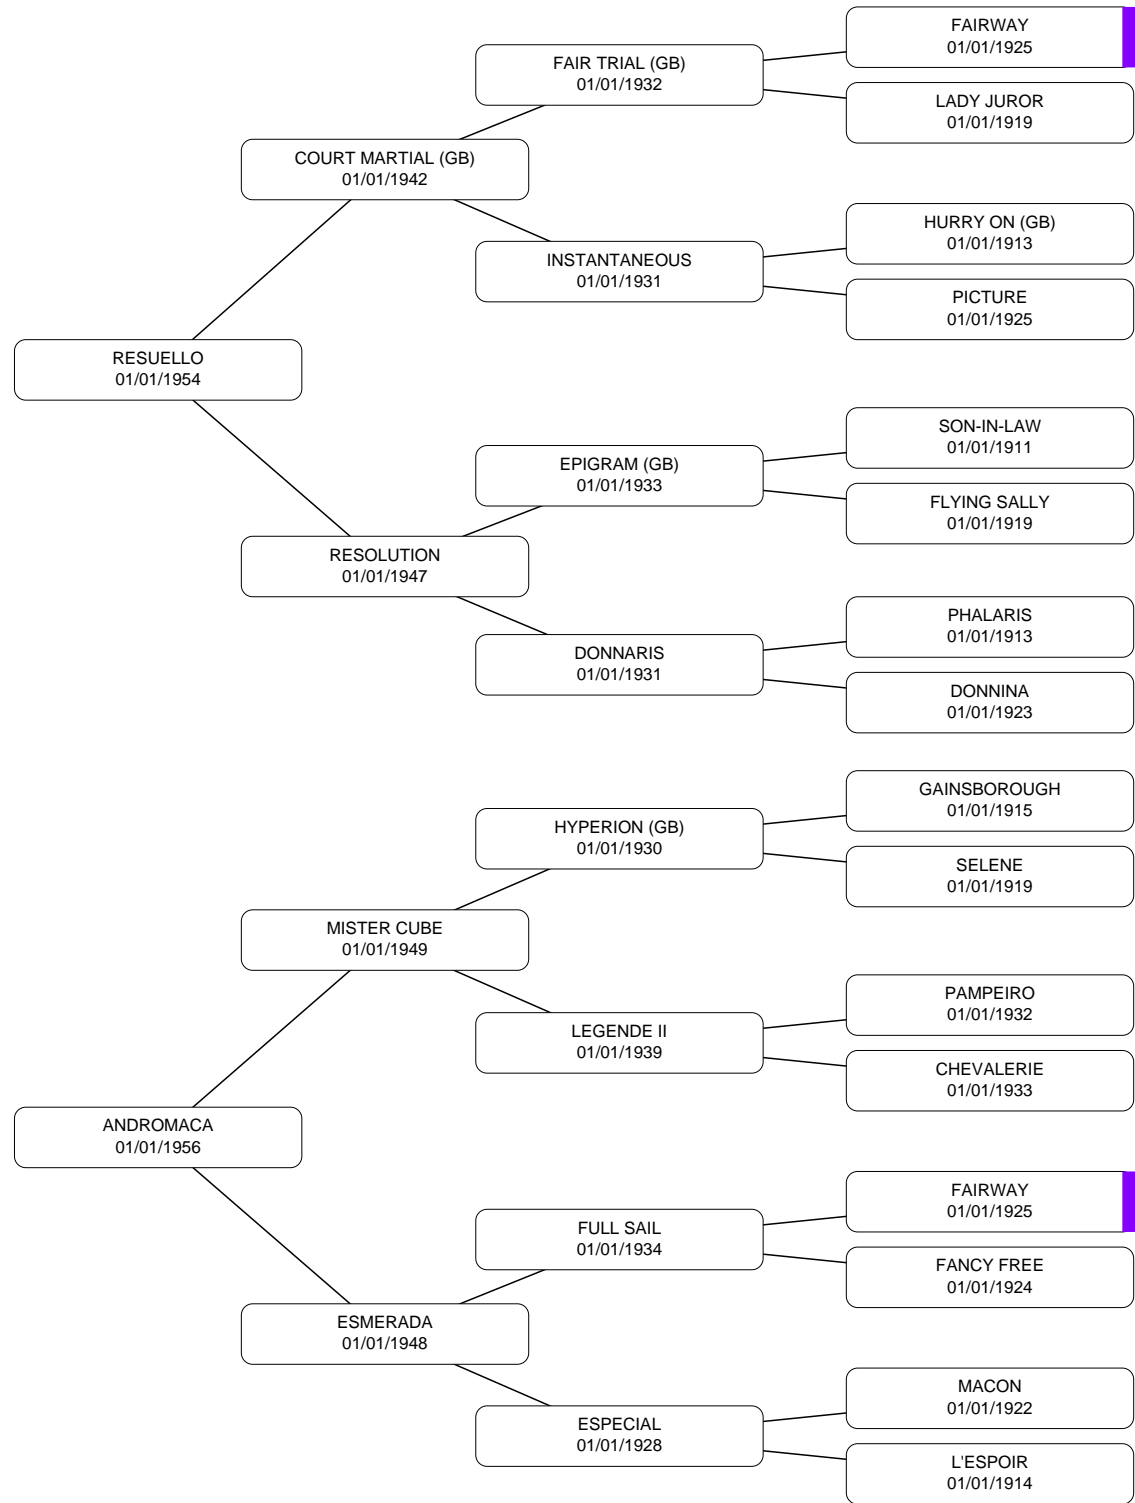 FAIRWAY
01/01/1925
FAIR TRIAL (GB)
01/01/1932
LADY JUROR
01/01/1919
COURT MARTIAL (GB)
01/01/1942
HURRY ON (GB)
01/01/1913
INSTANTANEOUS
01/01/1931
PICTURE
01/01/1925
RESUELLO
01/01/1954
SON-IN-LAW
01/01/1911
EPIGRAM (GB)
01/01/1933
FLYING SALLY
01/01/1919
RESOLUTION
01/01/1947
PHALARIS
01/01/1913
DONNARIS
01/01/1931
DONNINA
01/01/1923
GAINSBOROUGH
01/01/1915
HYPERION (GB)
01/01/1930
SELENE
01/01/1919
MISTER CUBE
01/01/1949
PAMPEIRO
01/01/1932
LEGENDE II
01/01/1939
CHEVALERIE
01/01/1933
ANDROMACA
01/01/1956
FAIRWAY
01/01/1925
FULL SAIL
01/01/1934
FANCY FREE
01/01/1924
ESMERADA
01/01/1948
MACON
01/01/1922
ESPECIAL
01/01/1928
L'ESPOIR
01/01/1914